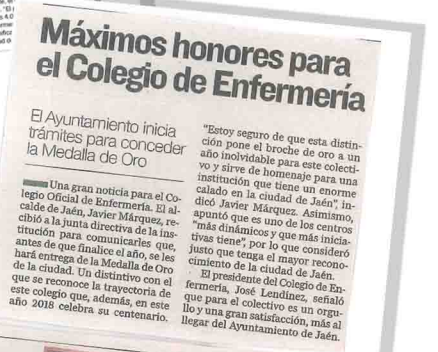 Máximos honores para
el Colegio de Enfermería
El Ayuntamiento inicia
trámites para conceder
la Medalla de Oro
Una gran noticia para el Co-
legio Oficial de Enfermería. El al-
calde de Jaén, Javier Márquez, re-
cibió a la junta directiva de la ins-
titución para comunicarles que,
antes de que finalice el año, se les
hará entrega de la Medalla de Oro
de la ciudad. Un distintivo con el
que se reconoce la trayectoria de
este colegio que, además, en este
año 2018 celebra su centenario.
"Estoy seguro de que esta distin-
ción pone el broche de oro a un
año inolvidable para este colecti-
vo y sirve de homenaje para una
institución que tiene un enorme
calado en la ciudad de Jaén", in-
dicó Javier Márquez. Asimismo,
apuntó que es uno de los centros
"más dinámicos y que más inicia-
tivas tiene", por lo que consideró
justo que tenga el mayor recono-
cimiento de la ciudad de Jaén.
El presidente del Colegio de En-
fermería, José Lendínez, señaló
que para el colectivo es un orgu-
llo y una gran satisfacción, más al
llegar del Ayuntamiento de Jaén.